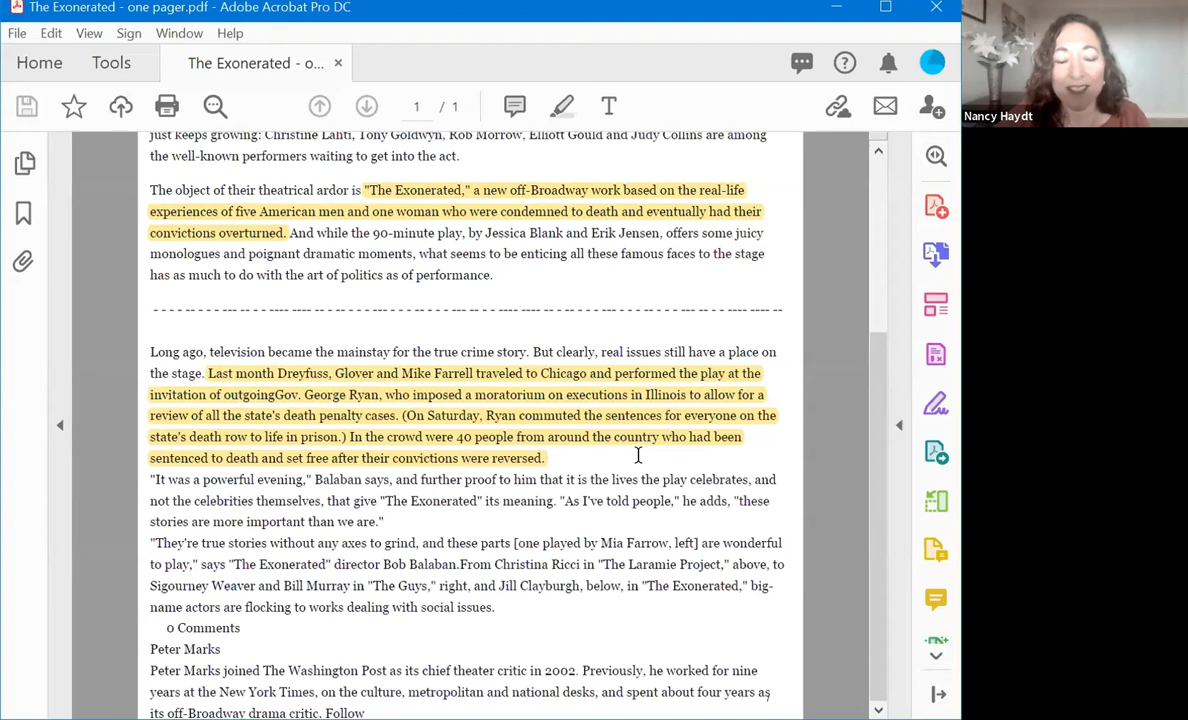 The Exonerated - one pager.pdf - Adobe Acrobat Pro DC
File Edit View Sign Window Help
Home Tools The Exonerated - o... ×
1 / 1
Nancy Haydt
just keeps growing: Christine Lahti, Tony Goldwyn, Rob Morrow, Elliott Gould and Judy Collins are among
the well-known performers waiting to get into the act.
The object of their theatrical ardor is "The Exonerated," a new off-Broadway work based on the real-life
experiences of five American men and one woman who were condemned to death and eventually had their
convictions overturned. And while the 90-minute play, by Jessica Blank and Erik Jensen, offers some juicy
monologues and poignant dramatic moments, what seems to be enticing all these famous faces to the stage
has as much to do with the art of politics as of performance.
Long ago, television became the mainstay for the true crime story. But clearly, real issues still have a place on
the stage. Last month Dreyfuss, Glover and Mike Farrell traveled to Chicago and performed the play at the
invitation of outgoingGov. George Ryan, who imposed a moratorium on executions in Illinois to allow for a
review of all the state's death penalty cases. (On Saturday, Ryan commuted the sentences for everyone on the
state's death row to life in prison.) In the crowd were 40 people from around the country who had been
sentenced to death and set free after their convictions were reversed.
"It was a powerful evening," Balaban says, and further proof to him that it is the lives the play celebrates, and
not the celebrities themselves, that give "The Exonerated" its meaning. "As I've told people," he adds, "these
stories are more important than we are."
"They're true stories without any axes to grind, and these parts [one played by Mia Farrow, left] are wonderful
to play," says "The Exonerated" director Bob Balaban.From Christina Ricci in "The Laramie Project," above, to
Sigourney Weaver and Bill Murray in "The Guys," right, and Jill Clayburgh, below, in "The Exonerated," big-
name actors are flocking to works dealing with social issues.
0 Comments
Peter Marks
Peter Marks joined The Washington Post as its chief theater critic in 2002. Previously, he worked for nine
years at the New York Times, on the culture, metropolitan and national desks, and spent about four years as
its off-Broadway drama critic. Follow